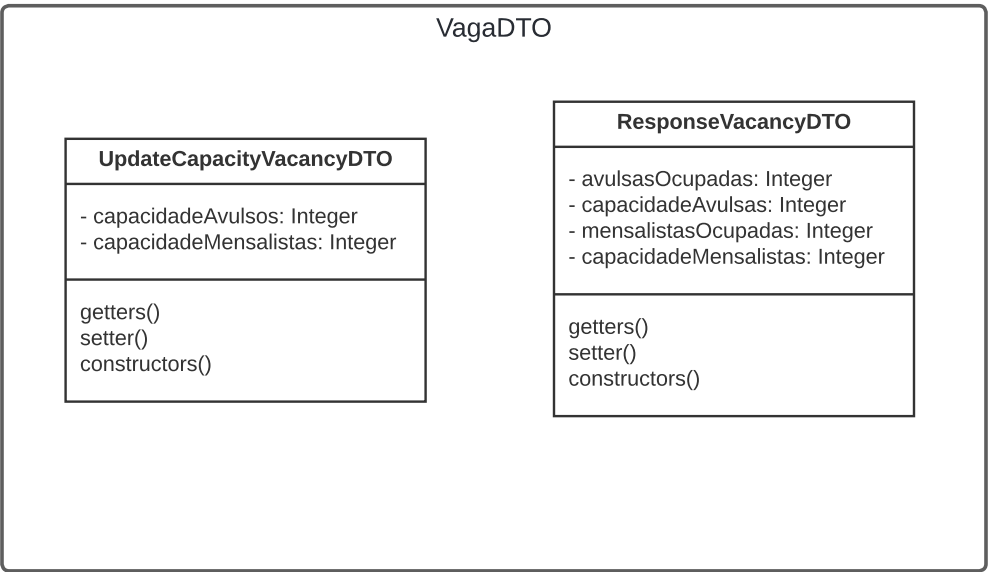 VagaDTO
UpdateCapacityVacancyDTO
- capacidadeAvulsos: Integer
- capacidadeMensalistas: Integer
getters()
setter()
constructors()
ResponseVacancyDTO
- avulsasOcupadas: Integer
- capacidadeAvulsas: Integer
- mensalistasOcupadas: Integer
- capacidadeMensalistas: Integer
getters()
setter()
constructors()